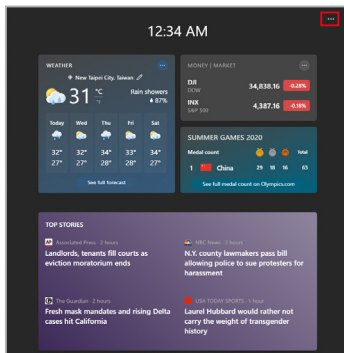 12:34 AM
WEATHER
New Taipei City, Taiwan
31 °C
Rain showers
87%
Today Wed Thu Fri Sat
32° 32° 34° 33° 34°
27° 27° 28° 28° 27°
See full forecast
MONEY | MARKET
DJI
DOW
34,838.16 -0.28%
INX
S&P 500
4,387.16 -0.18%
SUMMER GAMES 2020
Medal count Total
1 China 29 18 16 63
See full medal count on Olympics.com
TOP STORIES
AP Associated Press · 2 hours
Landlords, tenants fill courts as
eviction moratorium ends
NBC News · 2 hours
N.Y. county lawmakers pass bill
allowing police to sue protesters for
harassment
The Guardian · 2 hours
Fresh mask mandates and rising Delta
cases hit California
USA TODAY SPORTS · 1 hour
Laurel Hubbard would rather not
carry the weight of transgender
history